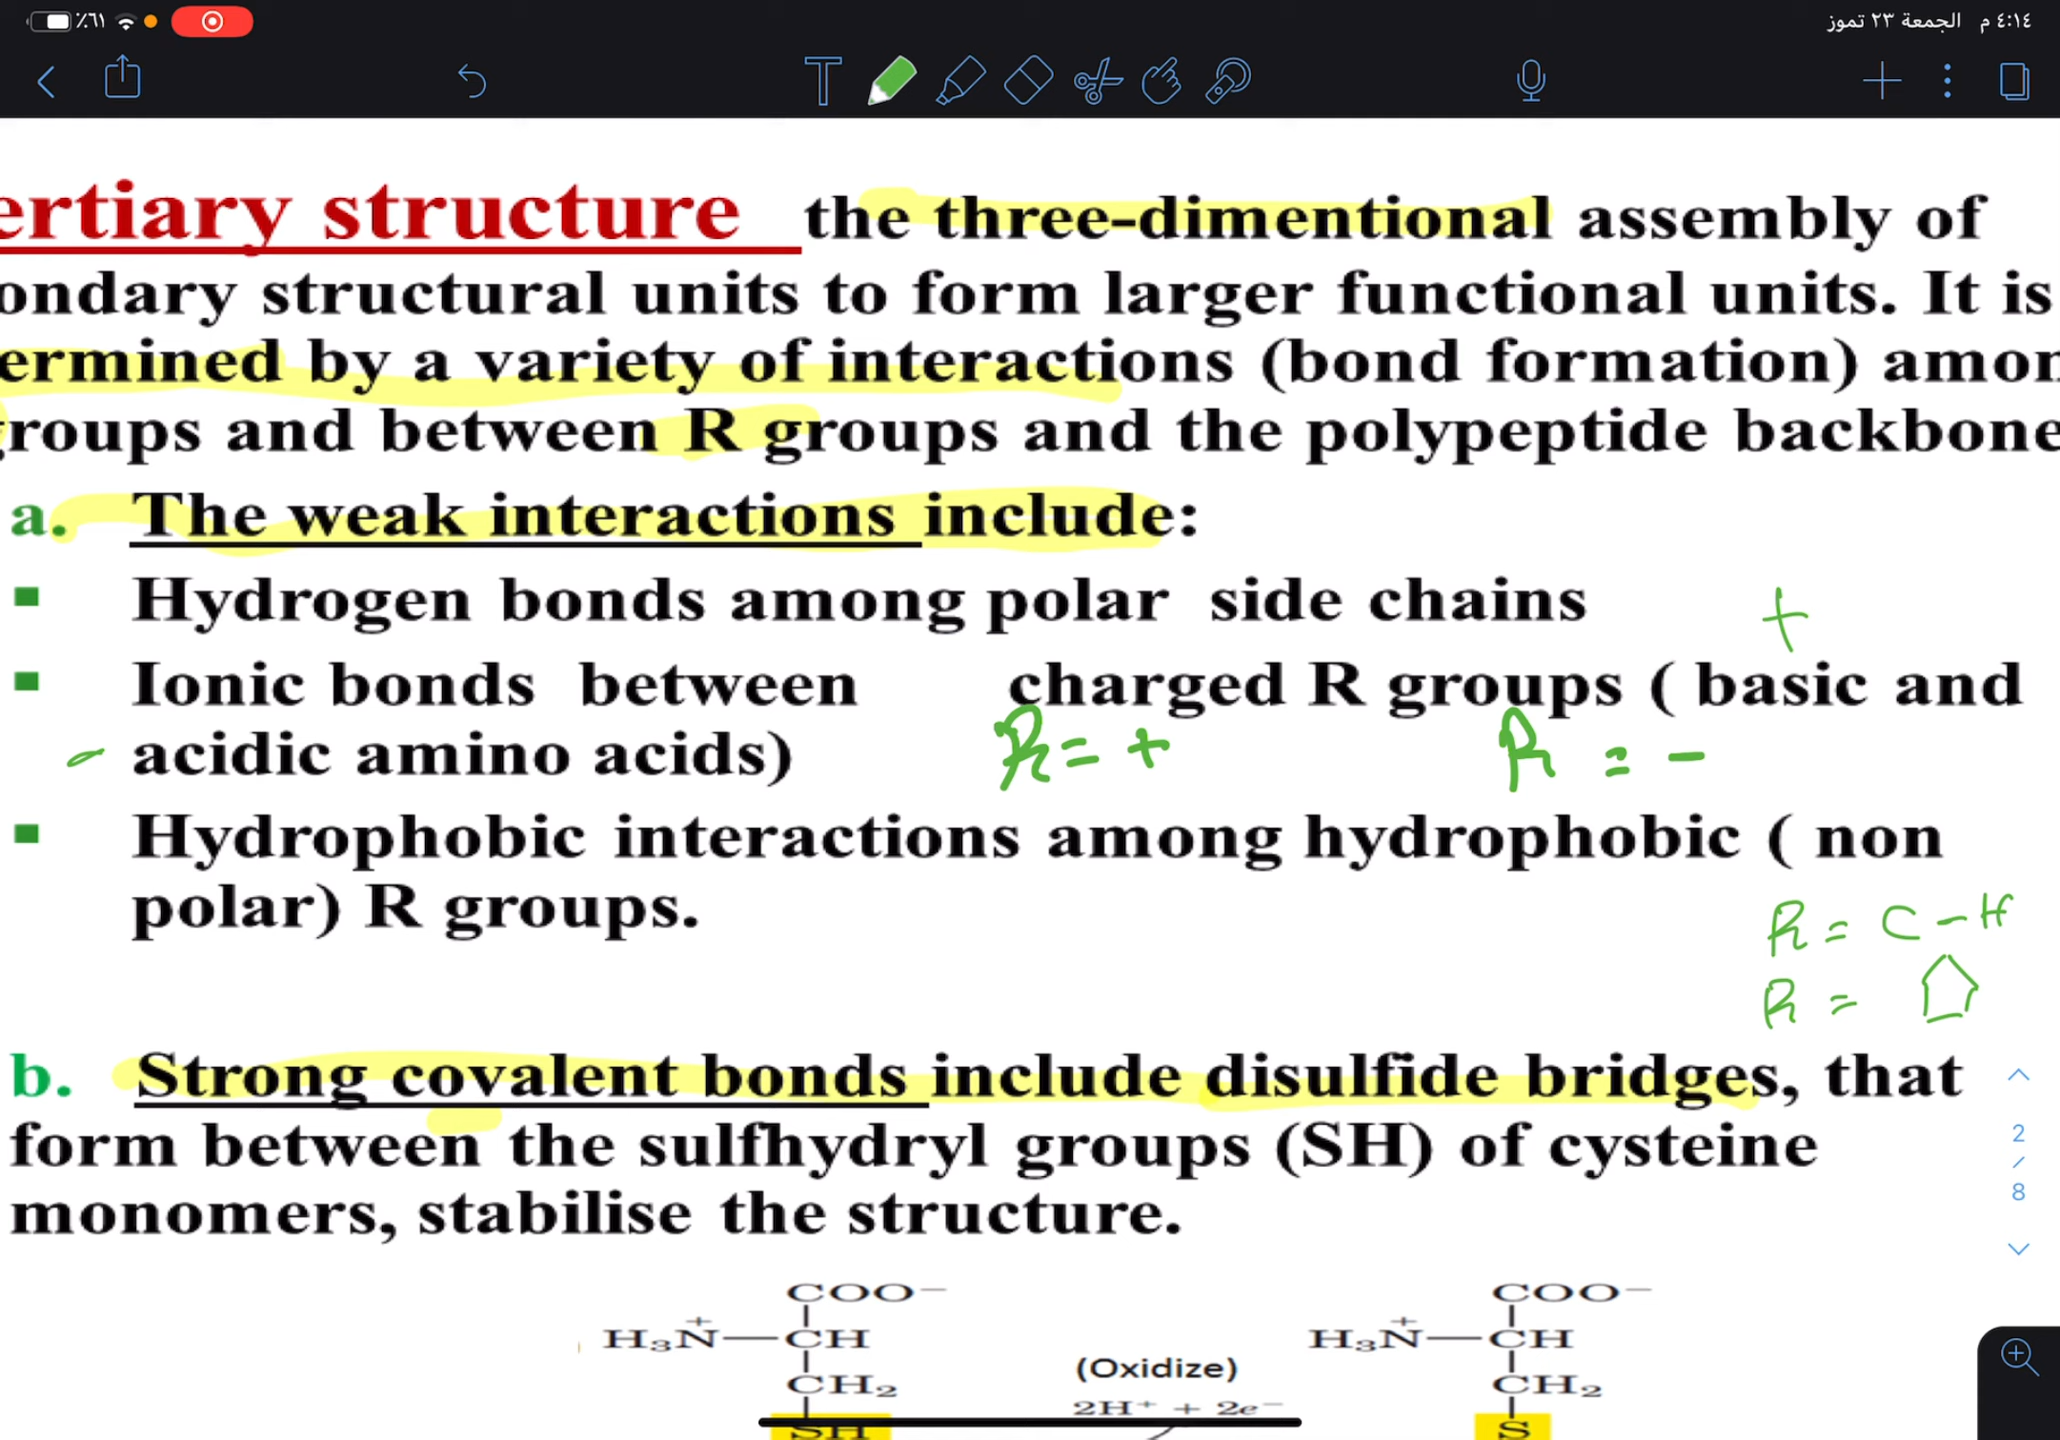 ٪٦١
٤:١٤ م الجمعة ٢٣ تموز
ertiary structure the three-dimentional assembly of
ondary structural units to form larger functional units. It is
ermined by a variety of interactions (bond formation) amon
roups and between R groups and the polypeptide backbone
a. The weak interactions include:
▪ Hydrogen bonds among polar side chains
+
▪ Ionic bonds between charged R groups ( basic and
- acidic amino acids)
R = + R = -
▪ Hydrophobic interactions among hydrophobic ( non
polar) R groups.
R = C - H
R =
b. Strong covalent bonds include disulfide bridges, that
form between the sulfhydryl groups (SH) of cysteine
monomers, stabilise the structure.
2
/
8
COO⁻ COO⁻
H₃N⁺—CH H₃N⁺—CH
(Oxidize)
CH₂ CH₂
2H⁺ + 2e⁻
SH S